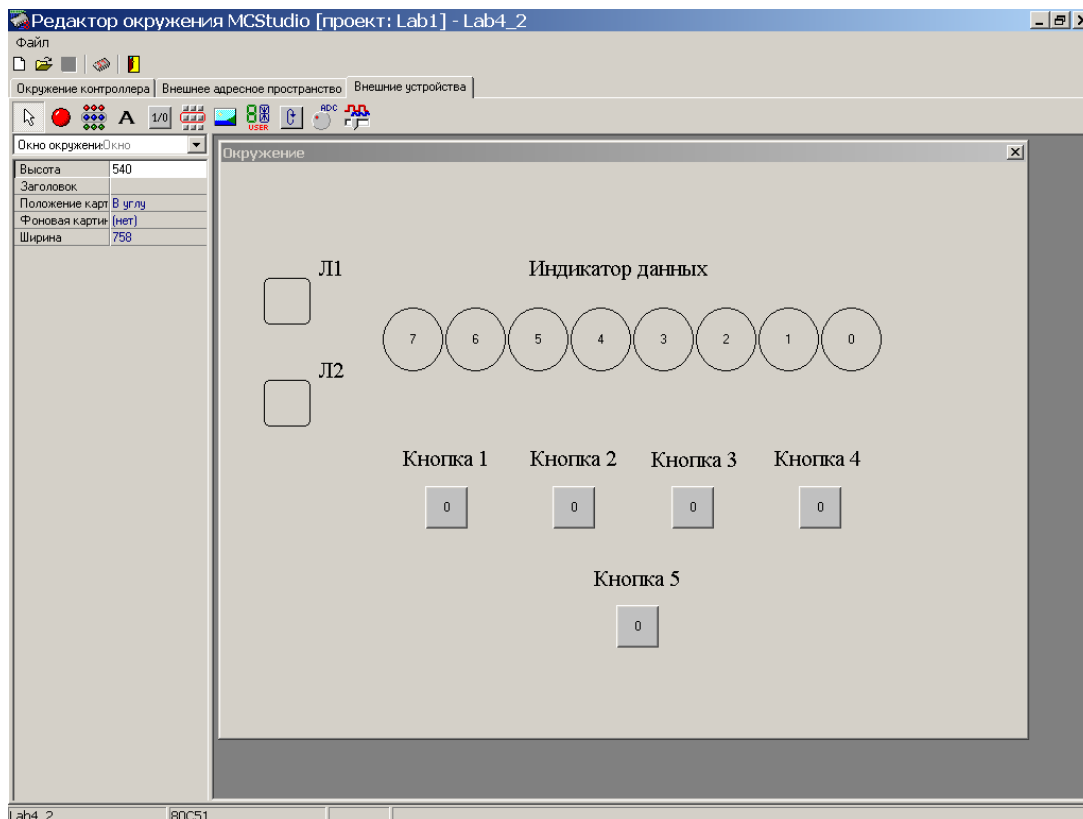 Редактор окружения MCStudio [проект: Lab1] - Lab4_2
Файл
Окружение контроллера Внешнее адресное пространство Внешние устройства
A 1/0 USER ADC
Окно окружени Окно
Высота 540
Заголовок
Положение карт В углу
Фоновая картин (нет)
Ширина 758
Окружение
Л1
Индикатор данных
7 6 5 4 3 2 1 0
Л2
Кнопка 1 Кнопка 2 Кнопка 3 Кнопка 4
0 0 0 0
Кнопка 5
0
Lab4_2 80C51